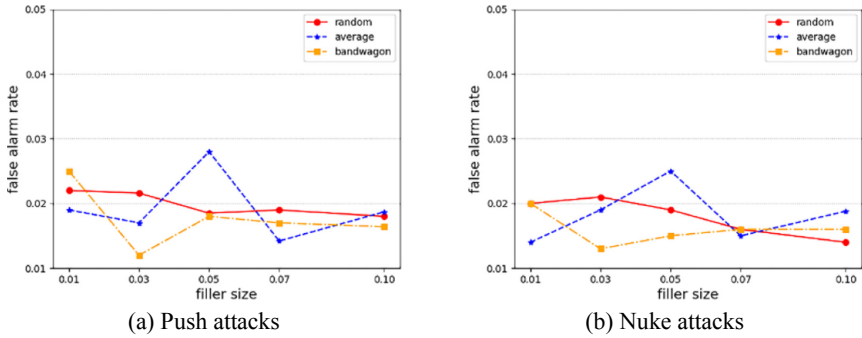 0.05
0.04
0.03
0.02
0.01
false alarm rate
random
average
bandwagon
0.01 0.03 0.05 0.07 0.10
filler size
(a) Push attacks
0.05
0.04
0.03
0.02
0.01
false alarm rate
random
average
bandwagon
0.01 0.03 0.05 0.07 0.10
filler size
(b) Nuke attacks